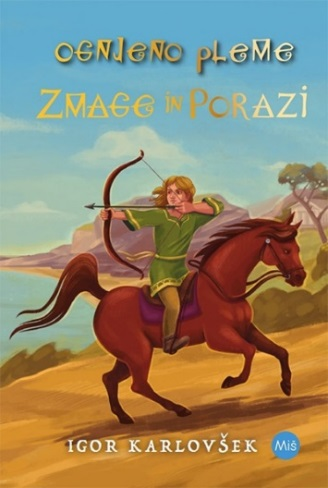 Ognjeno pleme
Zmage in Porazi
Igor Karlovšek
Miš